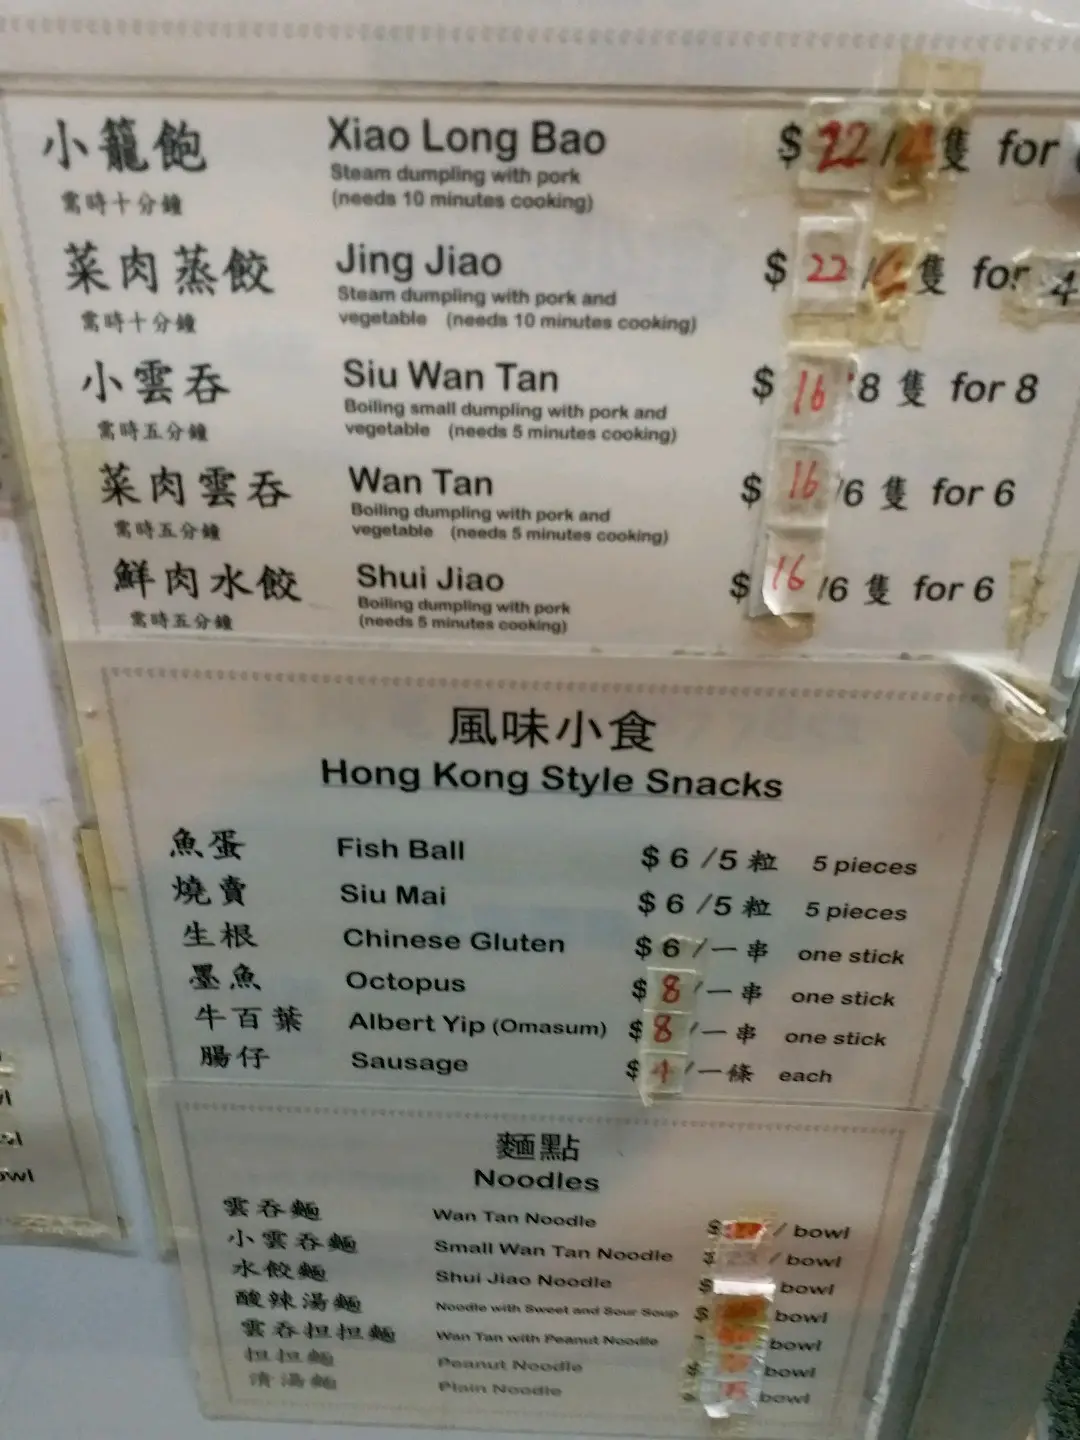 小籠飽 Xiao Long Bao $22/4隻 for
Steam dumpling with pork
需時十分鐘 (needs 10 minutes cooking)
菜肉蒸餃 Jing Jiao $22/ 隻 for 4
Steam dumpling with pork and
需時十分鐘 vegetable (needs 10 minutes cooking)
小雲吞 Siu Wan Tan $16/8隻 for 8
Boiling small dumpling with pork and
需時五分鐘 vegetable (needs 5 minutes cooking)
菜肉雲吞 Wan Tan $16/6隻 for 6
Boiling dumpling with pork and
需時五分鐘 vegetable (needs 5 minutes cooking)
鮮肉水餃 Shui Jiao $16/6隻 for 6
Boiling dumpling with pork
需時五分鐘 (needs 5 minutes cooking)
風味小食
Hong Kong Style Snacks
魚蛋 Fish Ball $6/5粒 5 pieces
燒賣 Siu Mai $6/5粒 5 pieces
生根 Chinese Gluten $6/一串 one stick
墨魚 Octopus $8/一串 one stick
牛百葉 Albert Yip (Omasum) $8/一串 one stick
腸仔 Sausage $4/一條 each
麵點
Noodles
雲吞麵 Wan Tan Noodle $ / bowl
小雲吞麵 Small Wan Tan Noodle $ / bowl
水餃麵 Shui Jiao Noodle $ bowl
酸辣湯麵 Noodle with Sweet and Sour Soup $ bowl
雲吞担担麵 Wan Tan with Peanut Noodle bowl
担担麵 Peanut Noodle $ bowl
清湯麵 Plain Noodle $ bowl